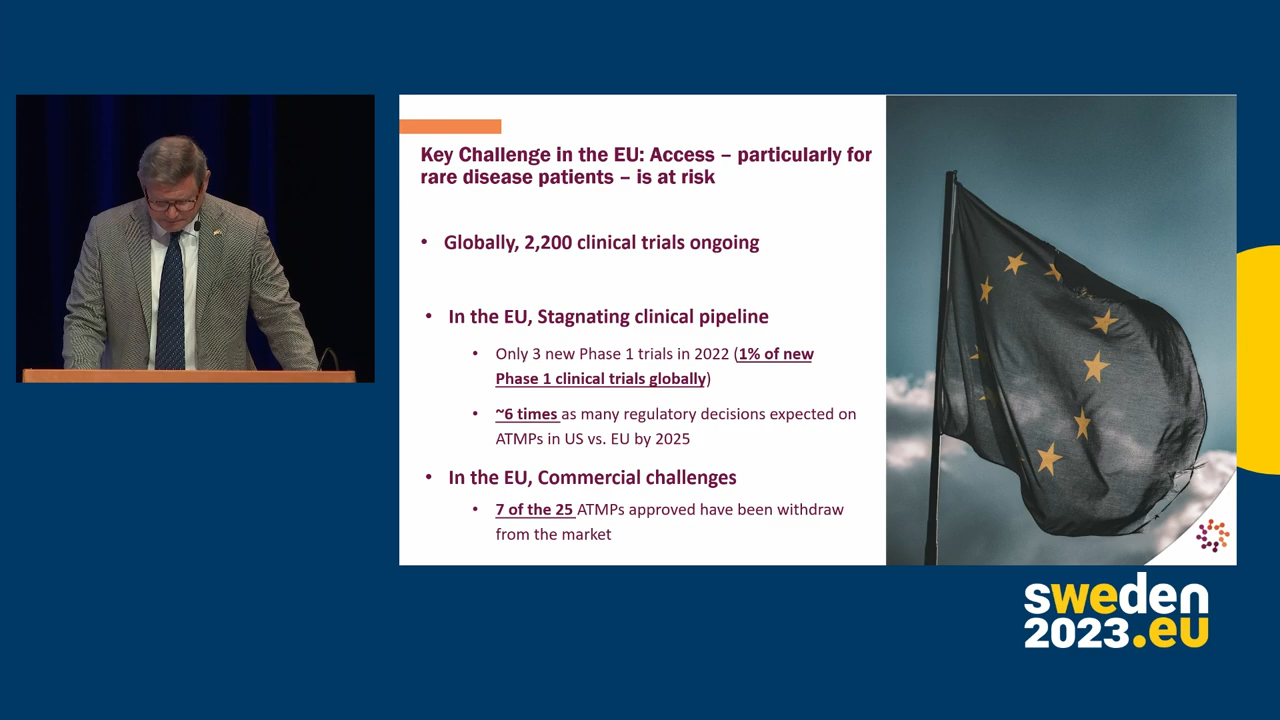 Key Challenge in the EU: Access – particularly for
rare disease patients – is at risk
• Globally, 2,200 clinical trials ongoing
• In the EU, Stagnating clinical pipeline
• Only 3 new Phase 1 trials in 2022 (1% of new
Phase 1 clinical trials globally)
• ~6 times as many regulatory decisions expected on
ATMPs in US vs. EU by 2025
• In the EU, Commercial challenges
• 7 of the 25 ATMPs approved have been withdraw
from the market
sweden
2023.eu